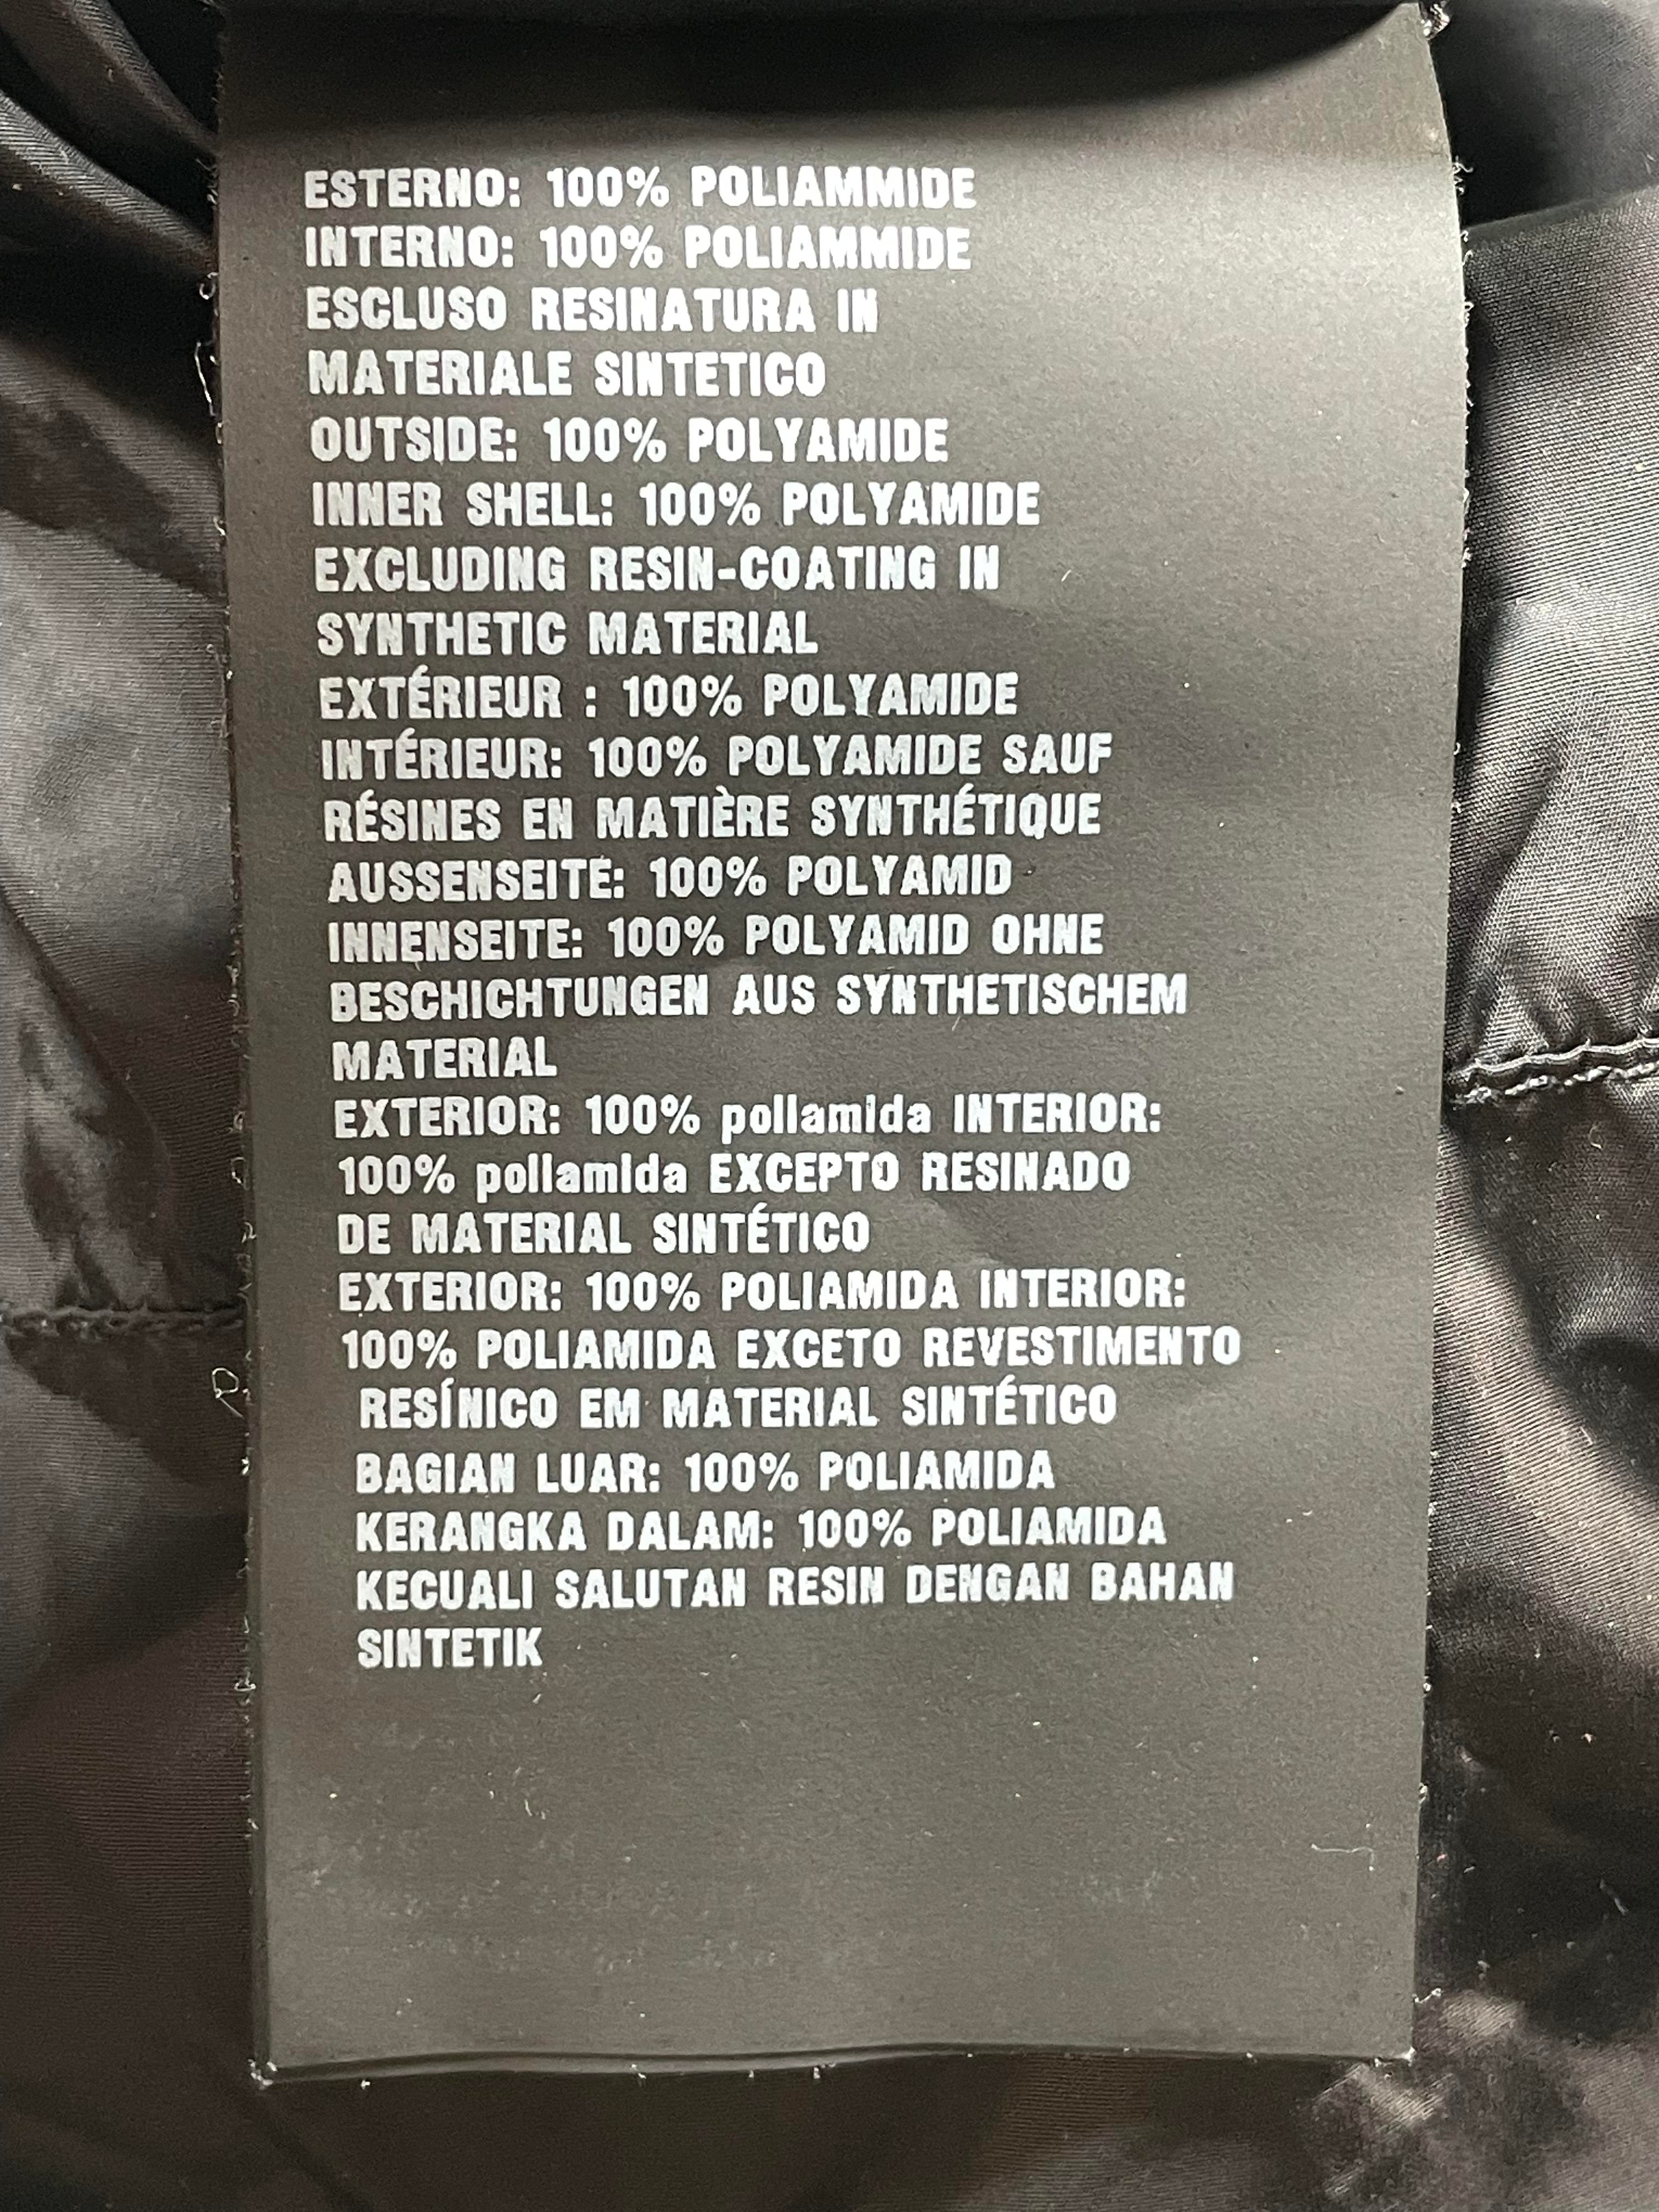 ESTERNO: 100% POLIAMMIDE
INTERNO: 100% POLIAMMIDE
ESCLUSO RESINATURA IN
MATERIALE SINTETICO
OUTSIDE: 100% POLYAMIDE
INNER SHELL: 100% POLYAMIDE
EXCLUDING RESIN-COATING IN
SYNTHETIC MATERIAL
EXTÉRIEUR : 100% POLYAMIDE
INTÉRIEUR: 100% POLYAMIDE SAUF
RÉSINES EN MATIÈRE SYNTHÉTIQUE
AUSSENSEITE: 100% POLYAMID
INNENSEITE: 100% POLYAMID OHNE
BESCHICHTUNGEN AUS SYNTHETISCHEM
MATERIAL
EXTERIOR: 100% poliamida INTERIOR:
100% poliamida EXCEPTO RESINADO
DE MATERIAL SINTÉTICO
EXTERIOR: 100% POLIAMIDA INTERIOR:
100% POLIAMIDA EXCETO REVESTIMENTO
RESÍNICO EM MATERIAL SINTÉTICO
BAGIAN LUAR: 100% POLIAMIDA
KERANGKA DALAM: 100% POLIAMIDA
KECUALI SALUTAN RESIN DENGAN BAHAN
SINTETIK